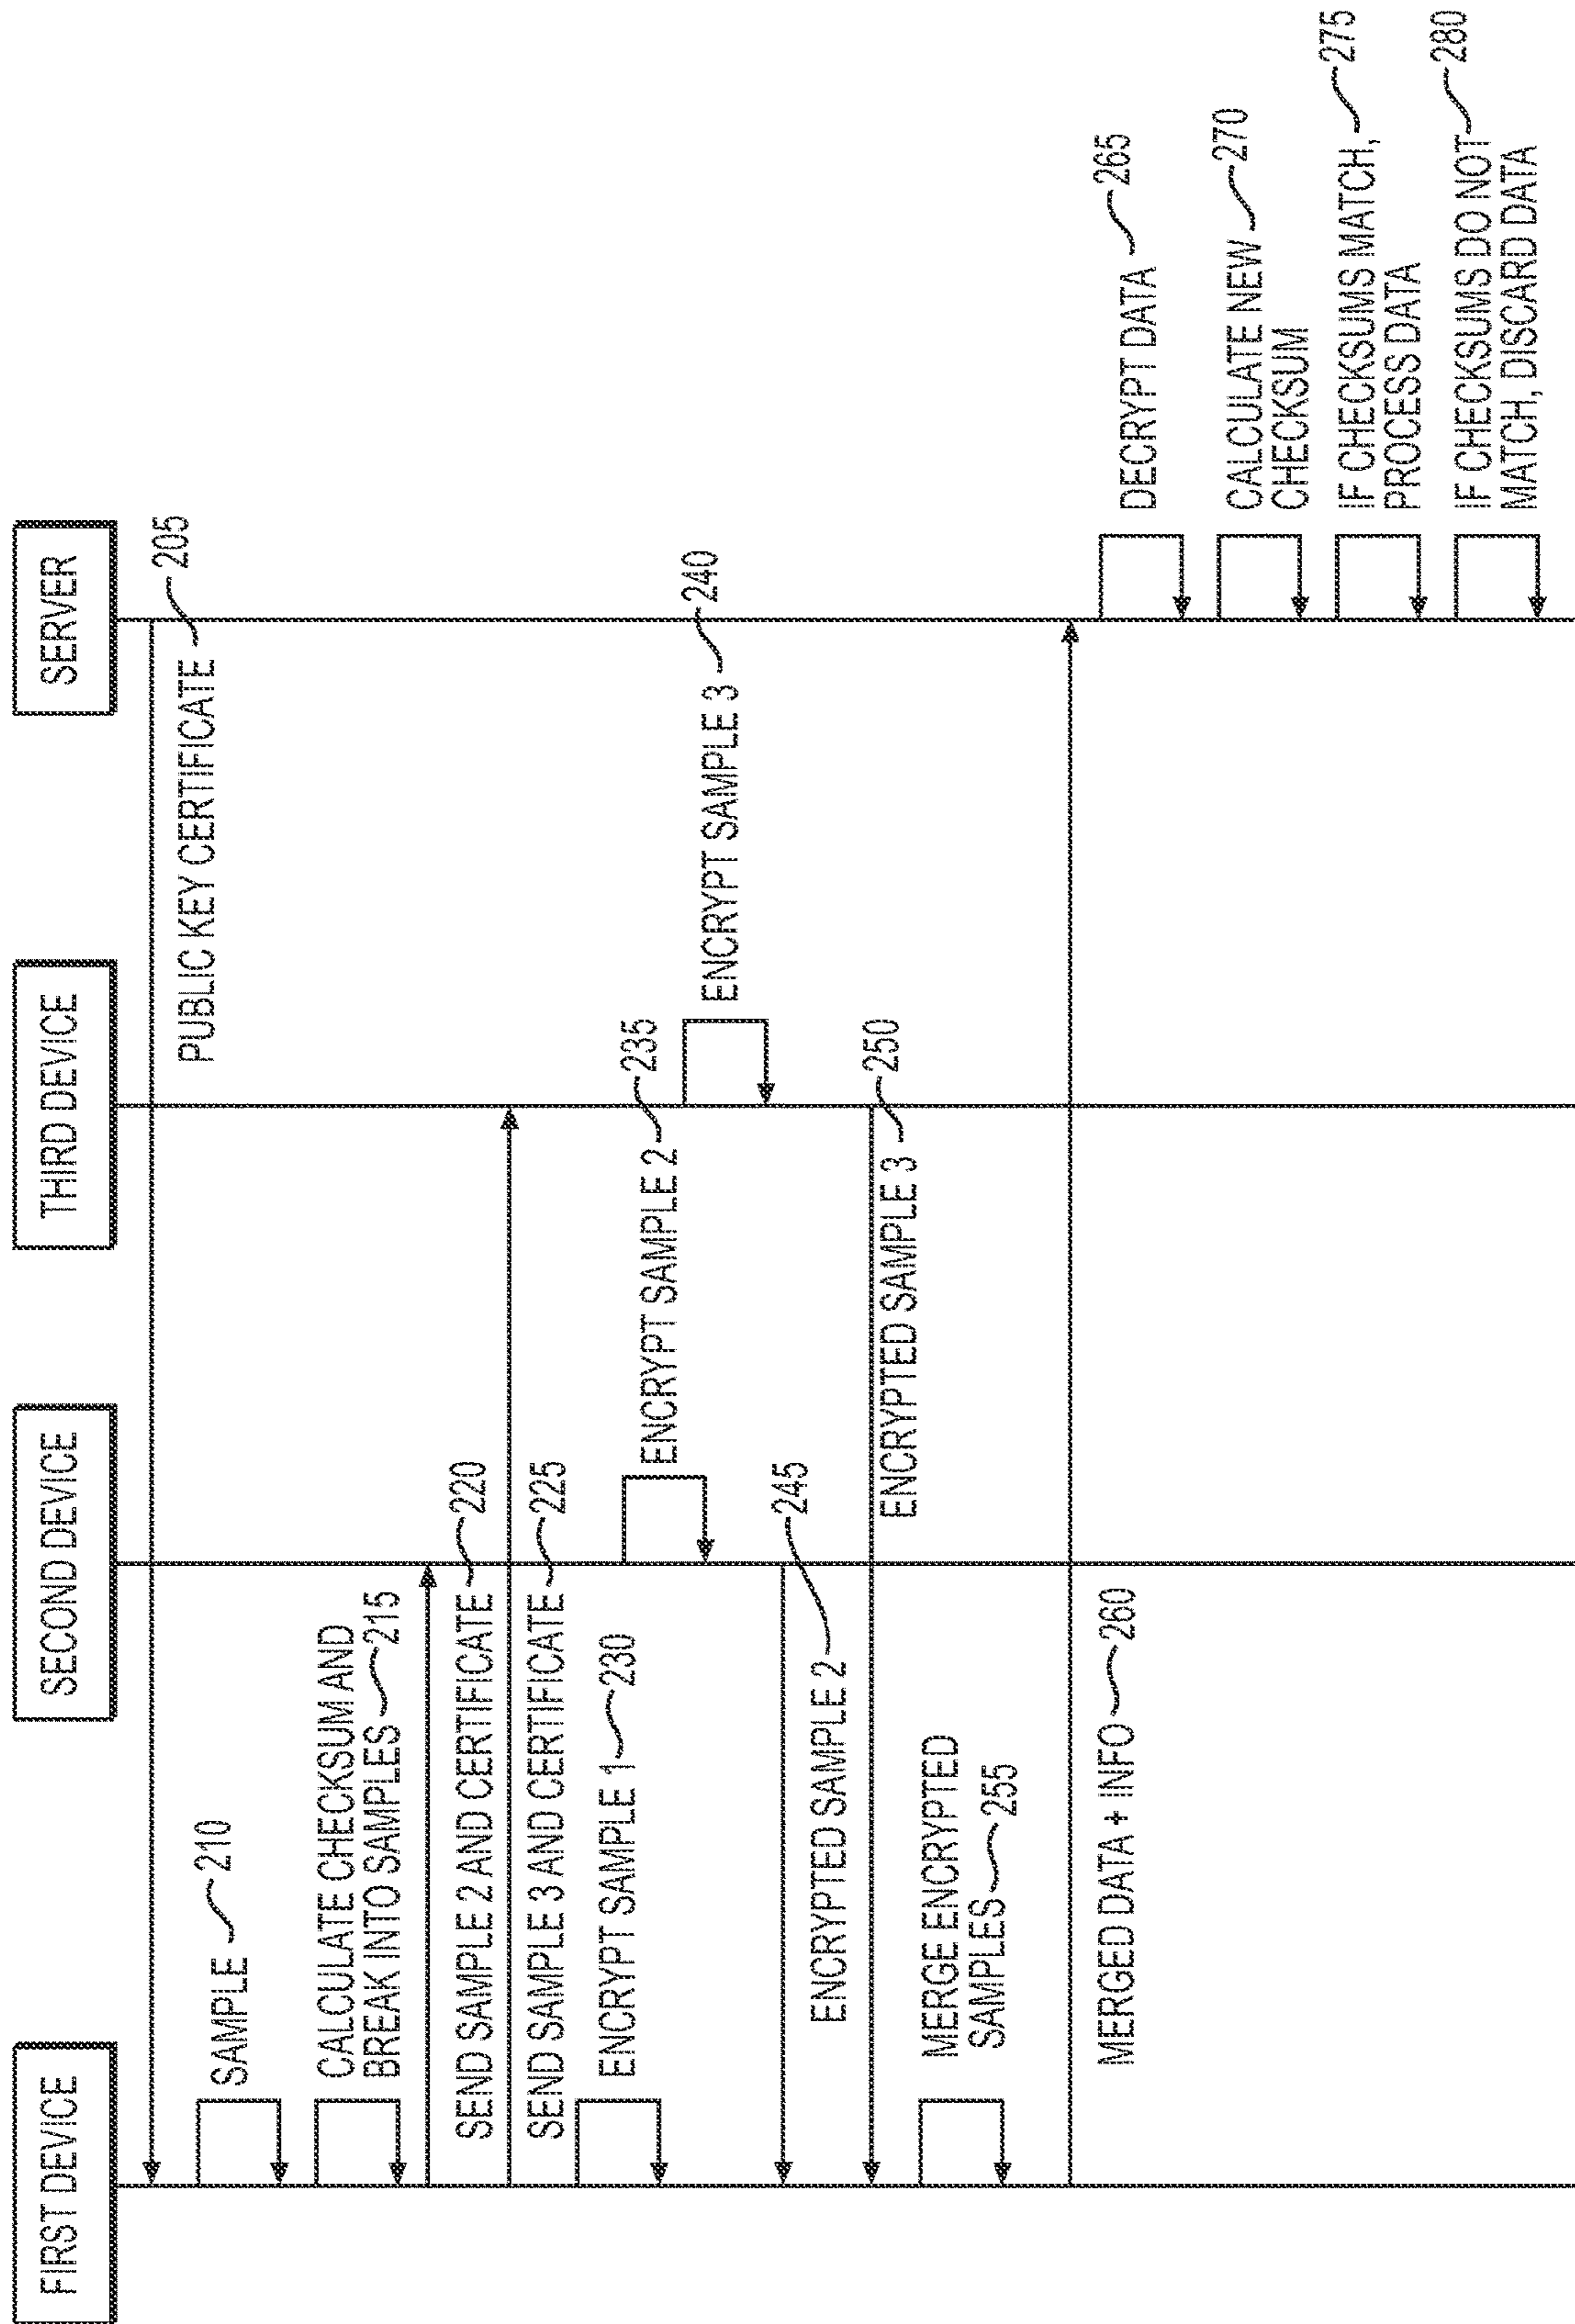 FIRST DEVICE
SECOND DEVICE
THIRD DEVICE
SERVER
PUBLIC KEY CERTIFICATE 205
SAMPLE 210
CALCULATE CHECKSUM AND
BREAK INTO SAMPLES 215
SEND SAMPLE 2 AND CERTIFICATE 220
SEND SAMPLE 3 AND CERTIFICATE 225
ENCRYPT SAMPLE 1 230
ENCRYPT SAMPLE 2 235
ENCRYPT SAMPLE 3 240
245
ENCRYPTED SAMPLE 2
ENCRYPTED SAMPLE 3 250
MERGE ENCRYPTED
SAMPLES 255
MERGED DATA + INFO 260
DECRYPT DATA 265
CALCULATE NEW 270
CHECKSUM
IF CHECKSUMS MATCH, 275
PROCESS DATA
IF CHECKSUMS DO NOT 280
MATCH, DISCARD DATA